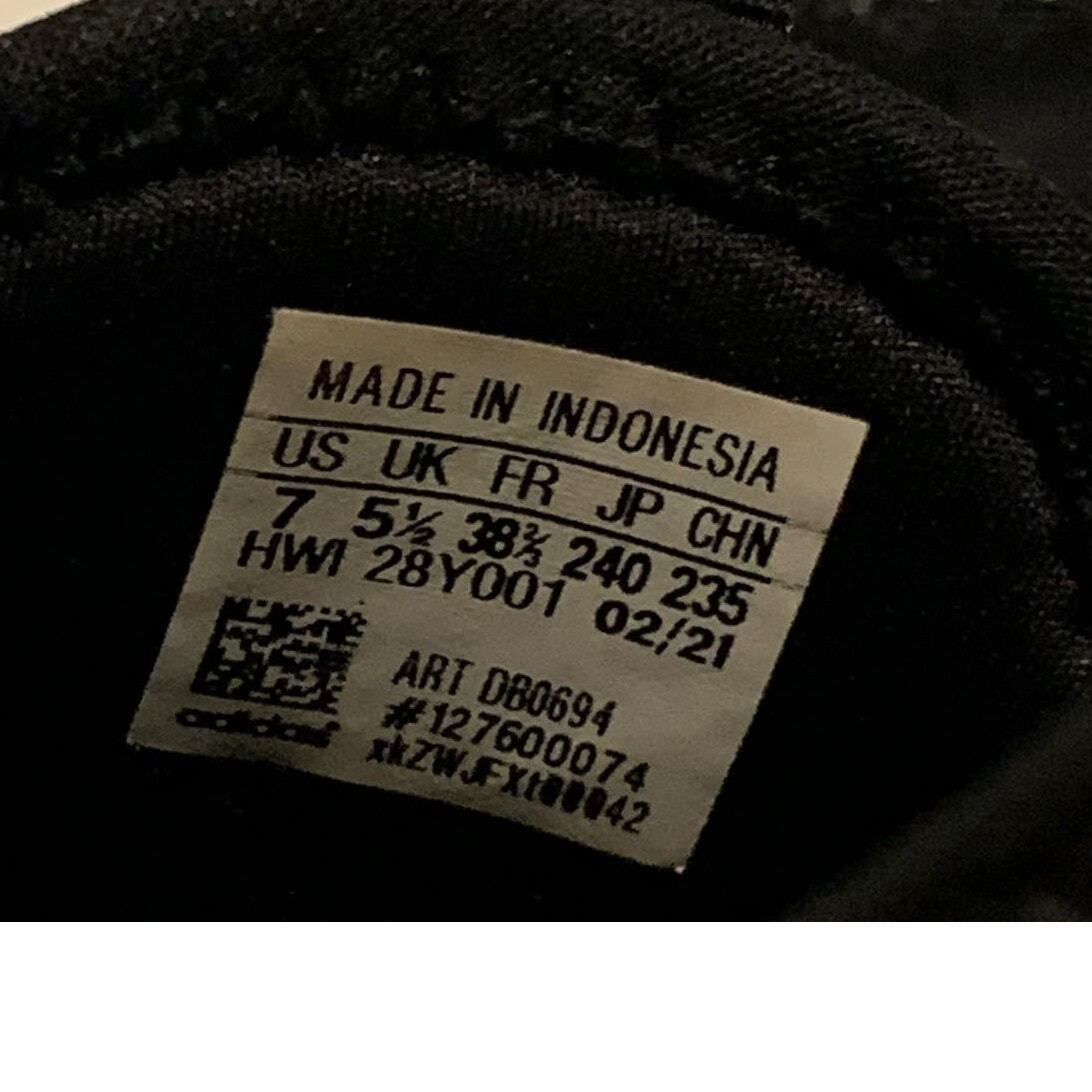 MADE IN INDONESIA
US UK FR JP CHN
7 5½ 38⅔ 240 235
HWI 28Y001 02/21
ART DB0694
#127600074
adidas